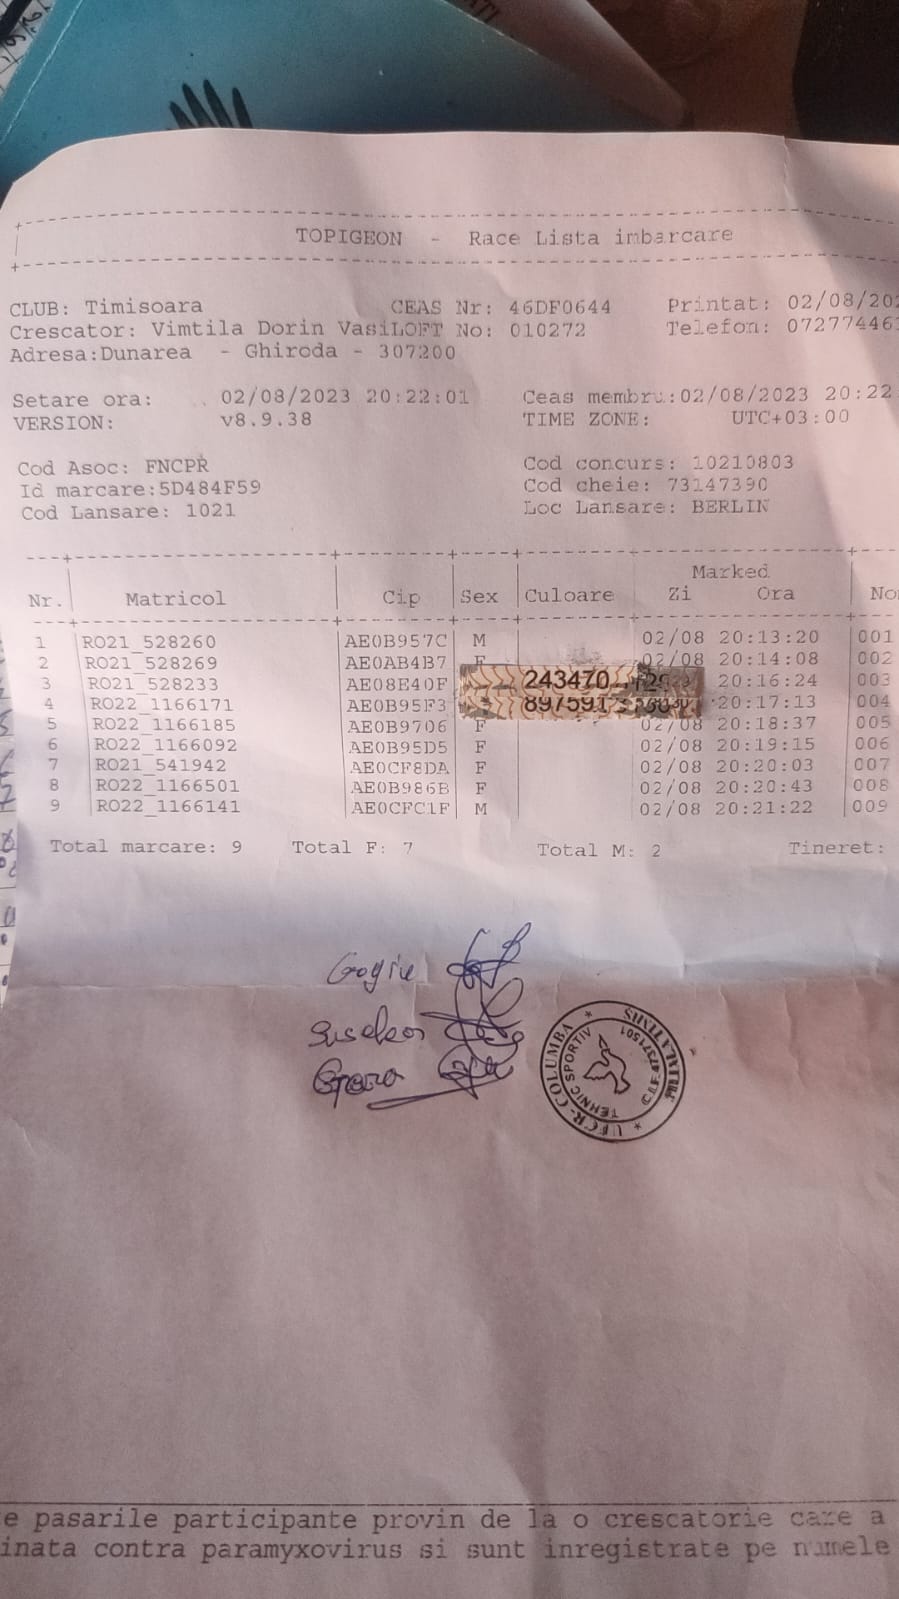 TOPIGEON - Race Lista imbarcare
CLUB: Timisoara CEAS Nr: 46DF0644 Printat: 02/08/202
Crescator: Vimtila Dorin VasiLOFT No: 010272 Telefon: 072774461
Adresa:Dunarea - Ghiroda - 307200
Setare ora: 02/08/2023 20:22:01 Ceas membru:02/08/2023 20:22
VERSION: v8.9.38 TIME ZONE: UTC+03:00
Cod Asoc: FNCPR Cod concurs: 10210803
Id marcare:5D484F59 Cod cheie: 73147390
Cod Lansare: 1021 Loc Lansare: BERLIN
Marked
Nr. Matricol Cip Sex Culoare Zi Ora No
1 RO21_528260 AE0B957C M 02/08 20:13:20 001
2 RO21_528269 AE0AB4B7 F 02/08 20:14:08 002
3 RO21_528233 AE08E40F 243470 20:16:24 003
4 RO22_1166171 AE0B95F3 897591 20:17:13 004
5 RO22_1166185 AE0B9706 F 02/08 20:18:37 005
6 RO22_1166092 AE0B95D5 F 02/08 20:19:15 006
7 RO21_541942 AE0CF8DA F 02/08 20:20:03 007
8 RO22_1166501 AE0B986B F 02/08 20:20:43 008
9 RO22_1166141 AE0CFC1F M 02/08 20:21:22 009
Total marcare: 9 Total F: 7 Total M: 2 Tineret:
UFCR-COLUMBA
TEHNIC SPORTIV
e pasarile participante provin de la o crescatorie care a
inata contra paramyxovirus si sunt inregistrate pe numele